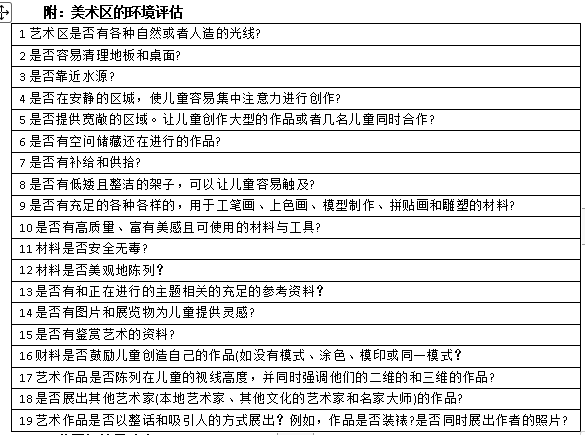 附：美术区的环境评估
1 艺术区是否有各种自然或者人造的光线?
2 是否容易清理地板和桌面?
3 是否靠近水源?
4 是否在安静的区城，使儿童容易集中注意力进行创作?
5 是否提供宽敞的区域。让儿童创作大型的作品或者几名儿童同时合作?
6 是否有空问储藏还在进行的作品?
7 是否有补给和供拾?
8 是否有低矮且整洁的架子，可以让儿童容易触及?
9 是否有充足的各种各样的，用于工笔画、上色画、模型制作、拼贴画和雕塑的材料?
10 是否有高质量、富有美感且可使用的材料与工具?
11 材料是否安全无毒?
12 材料是否美观地陈列？
13 是否有和正在进行的主题相关的充足的参考资料？
14 是否有图片和展览物为儿童提供灵感?
15 是否有鉴赏艺术的资料?
16 财料是否鼓励儿童创造自己的作品(如没有模式、涂色、模印或同一模式？
17 艺术作品是否陈列在儿童的视线高度，并同时强调他们的二维的和三维的作品?
18 是否展出其他艺术家(本地艺术家、其他文化的艺术家和名家大师)的作品?
19 艺术作品是否以整话和吸引人的方式展出？例如，作品是否装裱?是否同时展出作者的照片?